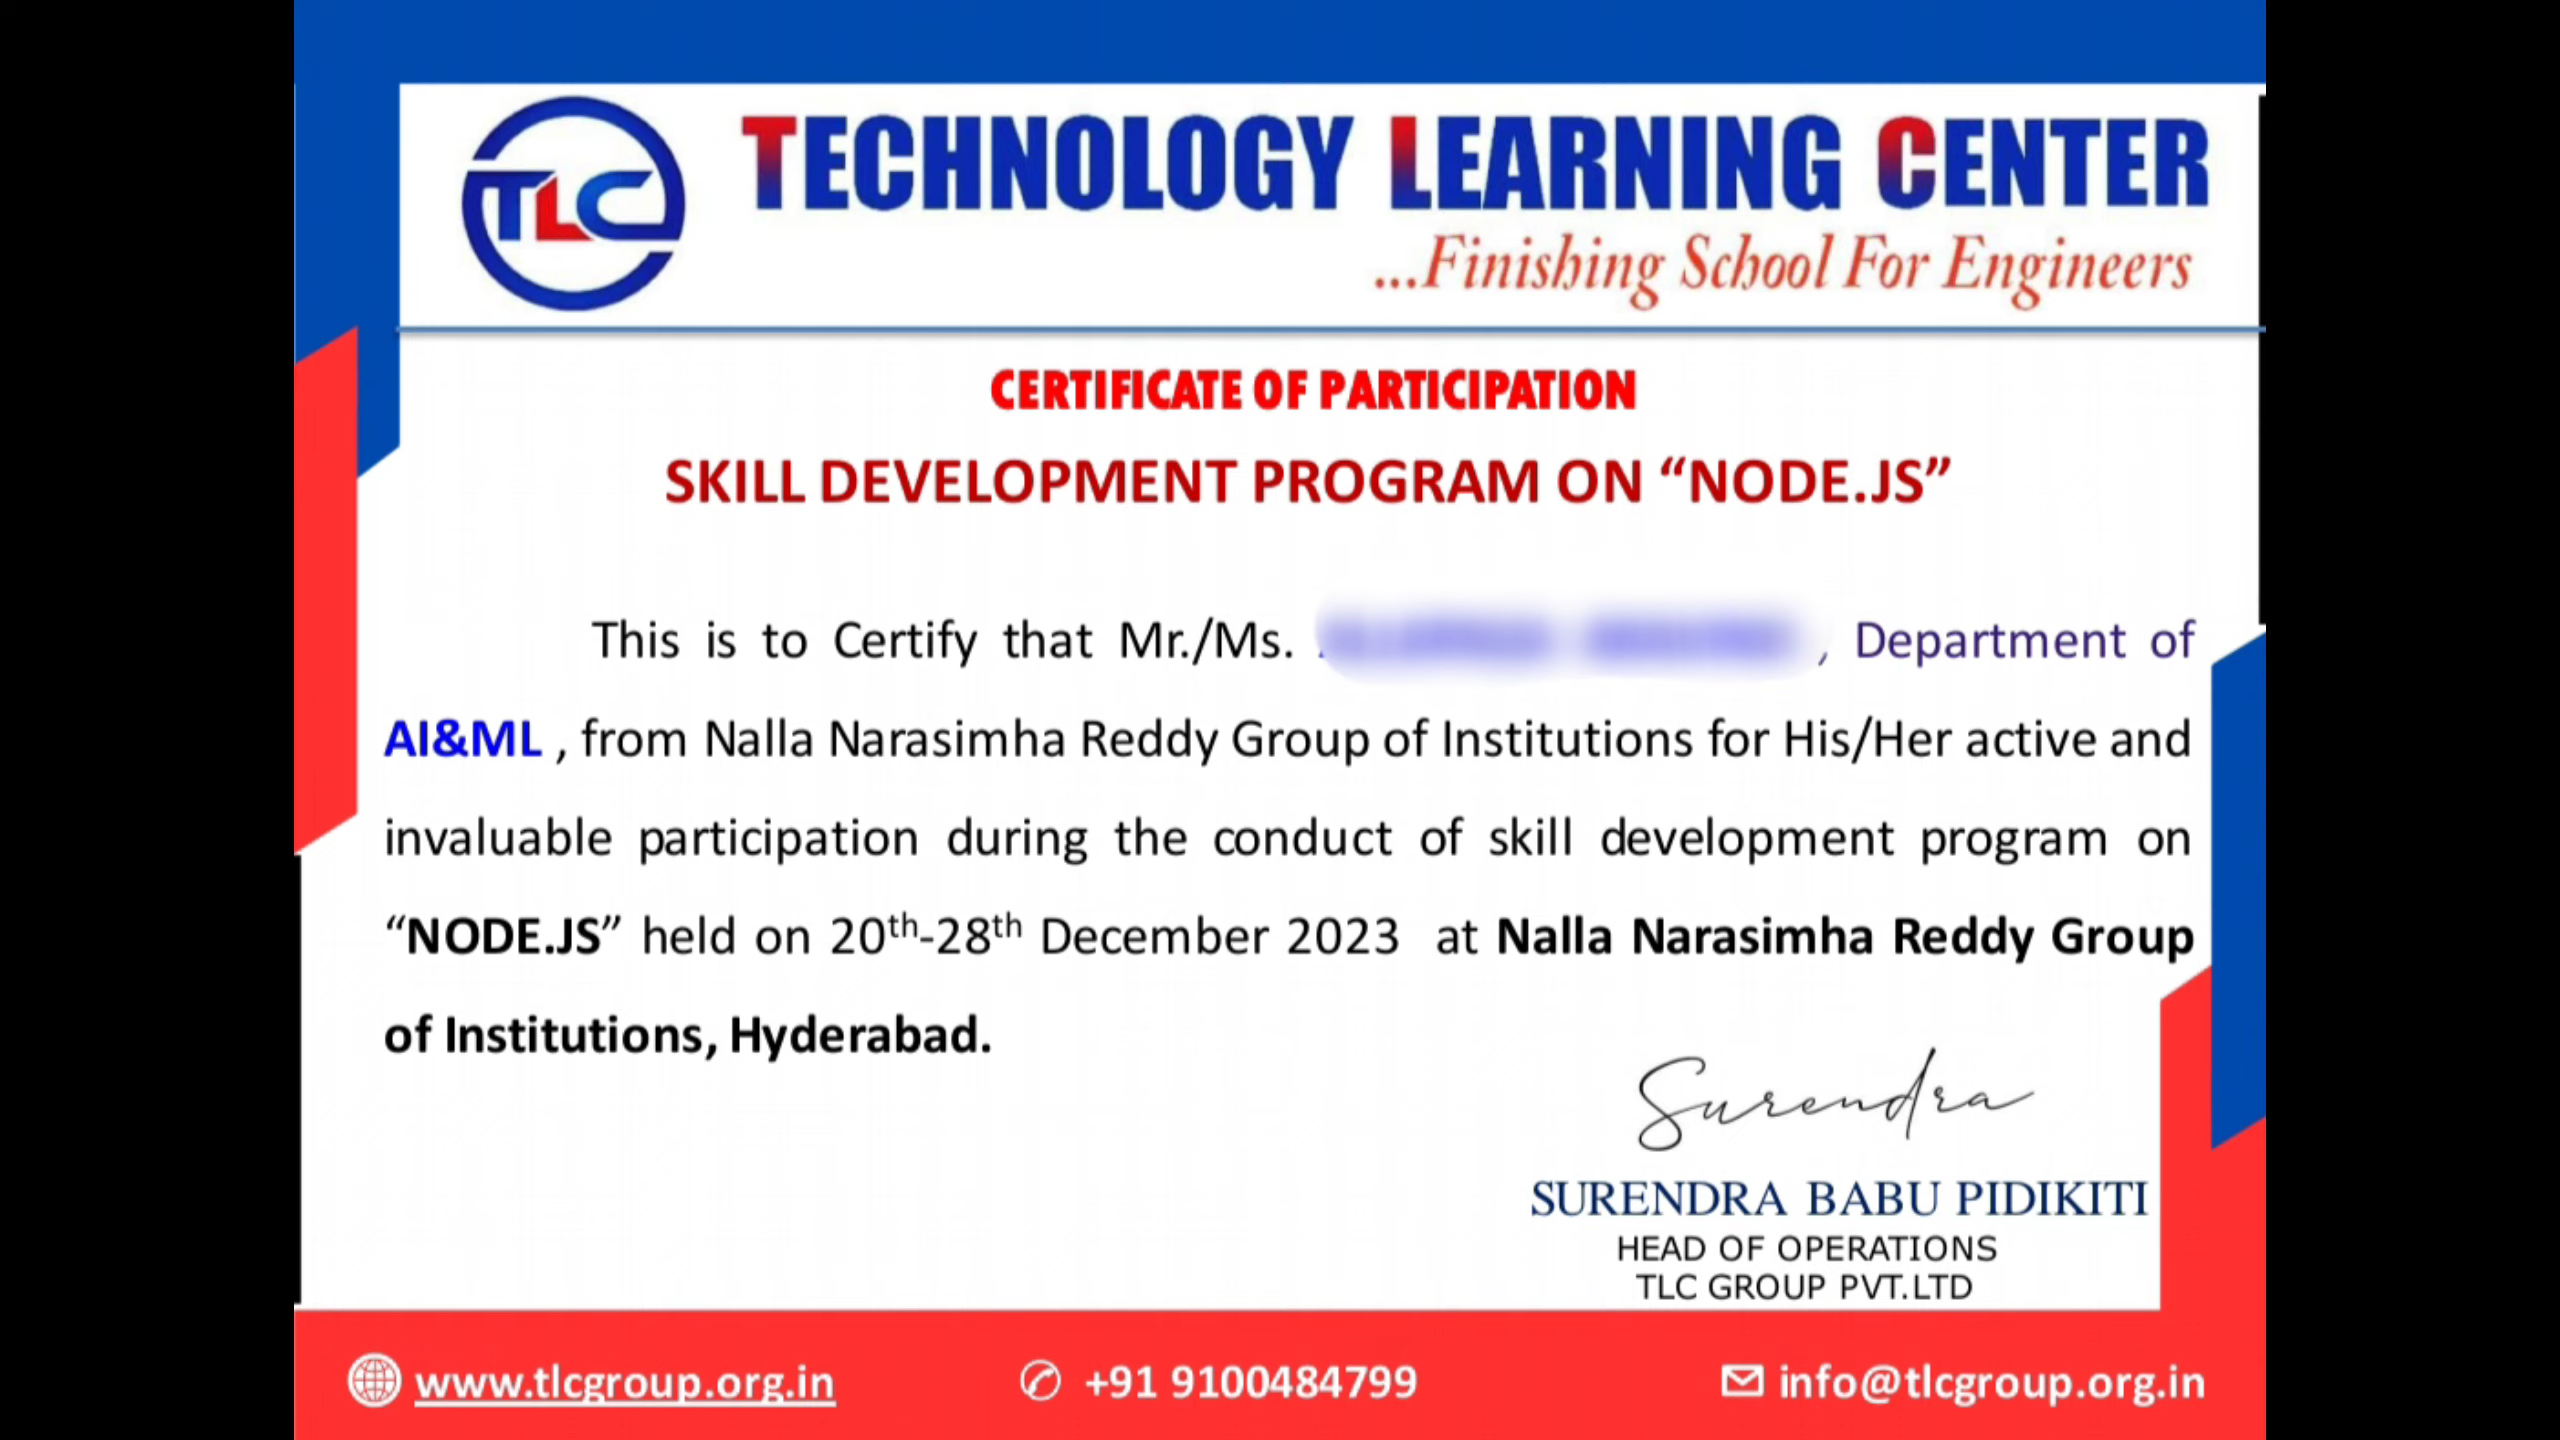 TLC
TECHNOLOGY LEARNING CENTER
...Finishing School For Engineers
CERTIFICATE OF PARTICIPATION
SKILL DEVELOPMENT PROGRAM ON “NODE.JS”
This is to Certify that Mr./Ms. , Department of
AI&ML , from Nalla Narasimha Reddy Group of Institutions for His/Her active and
invaluable participation during the conduct of skill development program on
“NODE.JS” held on 20th-28th December 2023 at Nalla Narasimha Reddy Group
of Institutions, Hyderabad.
Surendra
SURENDRA BABU PIDIKITI
HEAD OF OPERATIONS
TLC GROUP PVT.LTD
www.tlcgroup.org.in +91 9100484799 info@tlcgroup.org.in